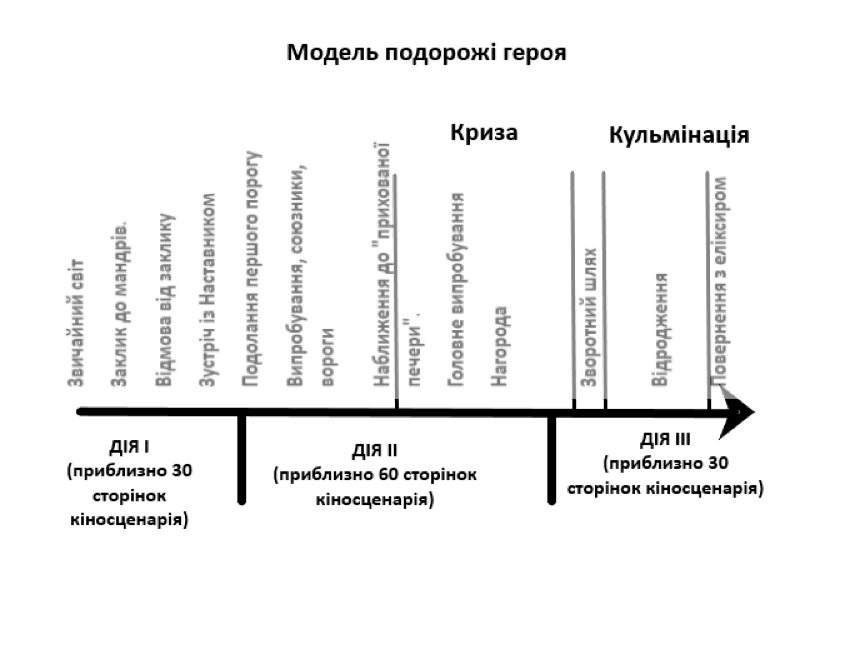 Модель подорожі героя
Криза
Кульмінація
Звичайний світ
Заклик до мандрів.
Відмова від заклику
Зустріч із Наставником
Подолання першого порогу
Випробування, союзники,
вороги
Наближення до "прихованої
печери".
Головне випробування
Нагорода
Зворотний шлях
Відродження
Повернення з еліксиром
ДІЯ І
(приблизно 30
сторінок
кіносценарія)
ДІЯ ІІ
(приблизно 60 сторінок
кіносценарія)
ДІЯ ІІІ
(приблизно 30
сторінок кіносценарія)